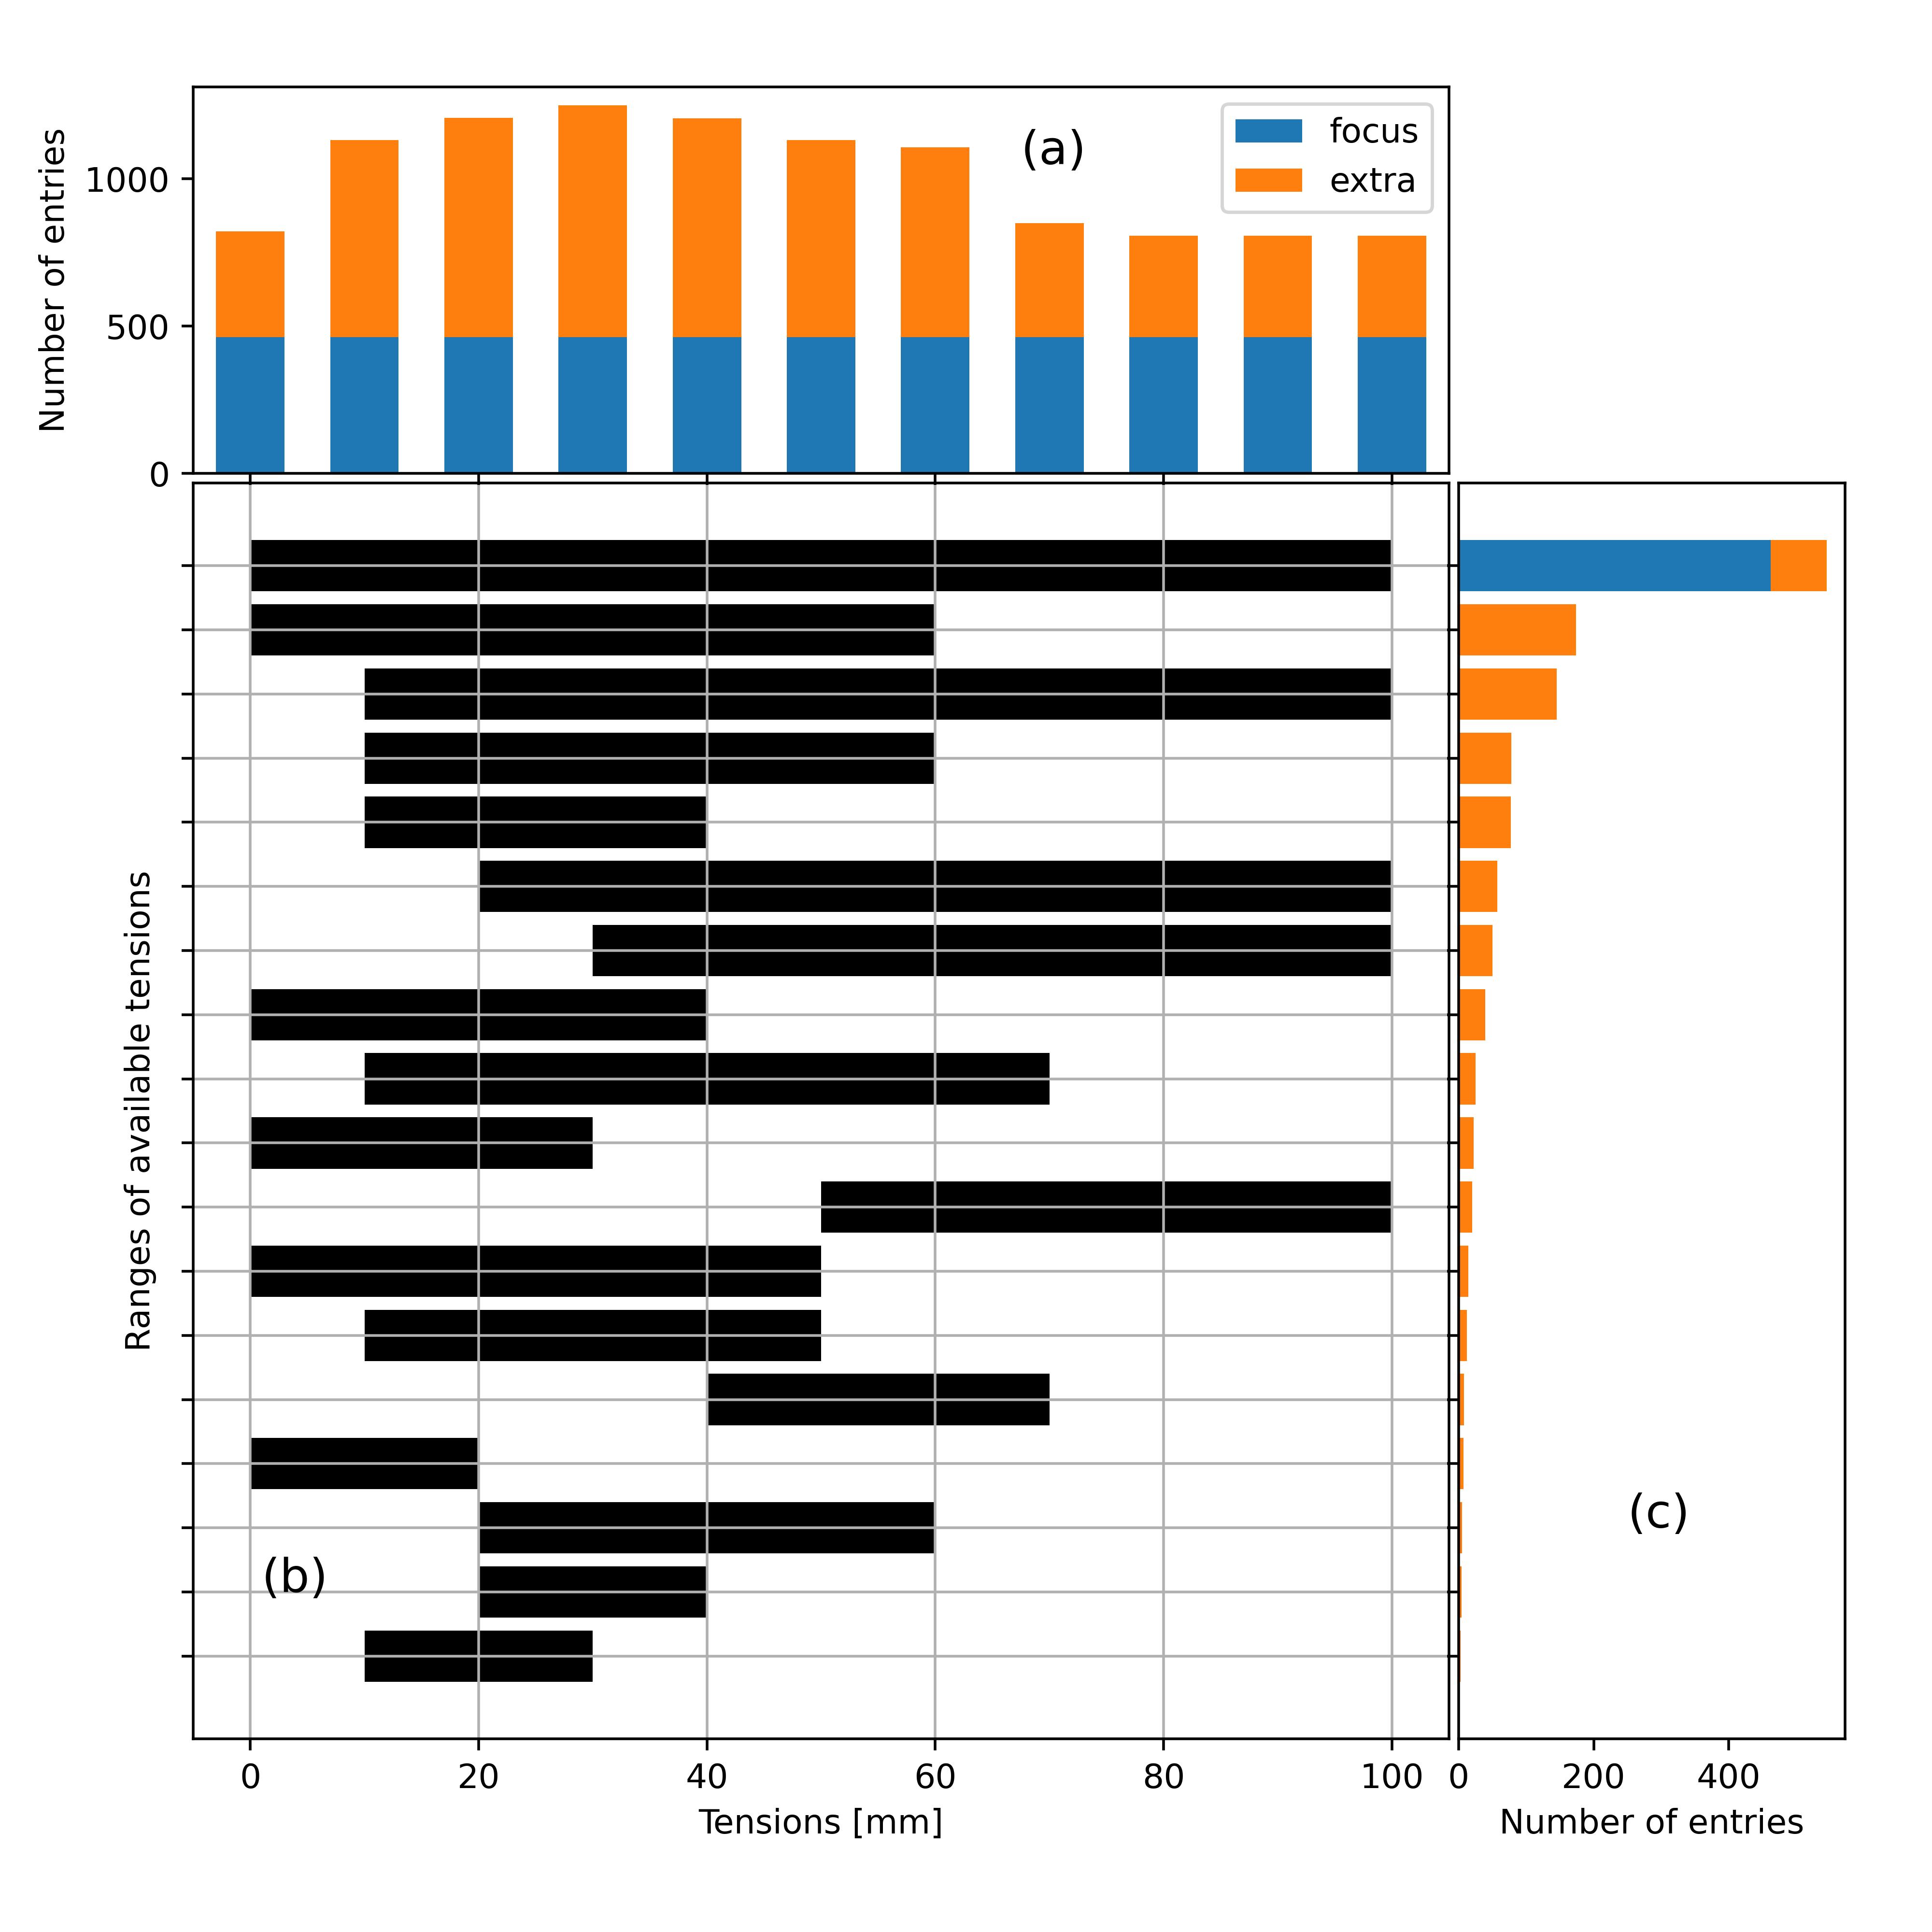 Number of entries
1000
500
0
(a)
focus
extra
Ranges of available tensions
(b)
(c)
0 20 40 60 80 100
Tensions [mm]
0 200 400
Number of entries